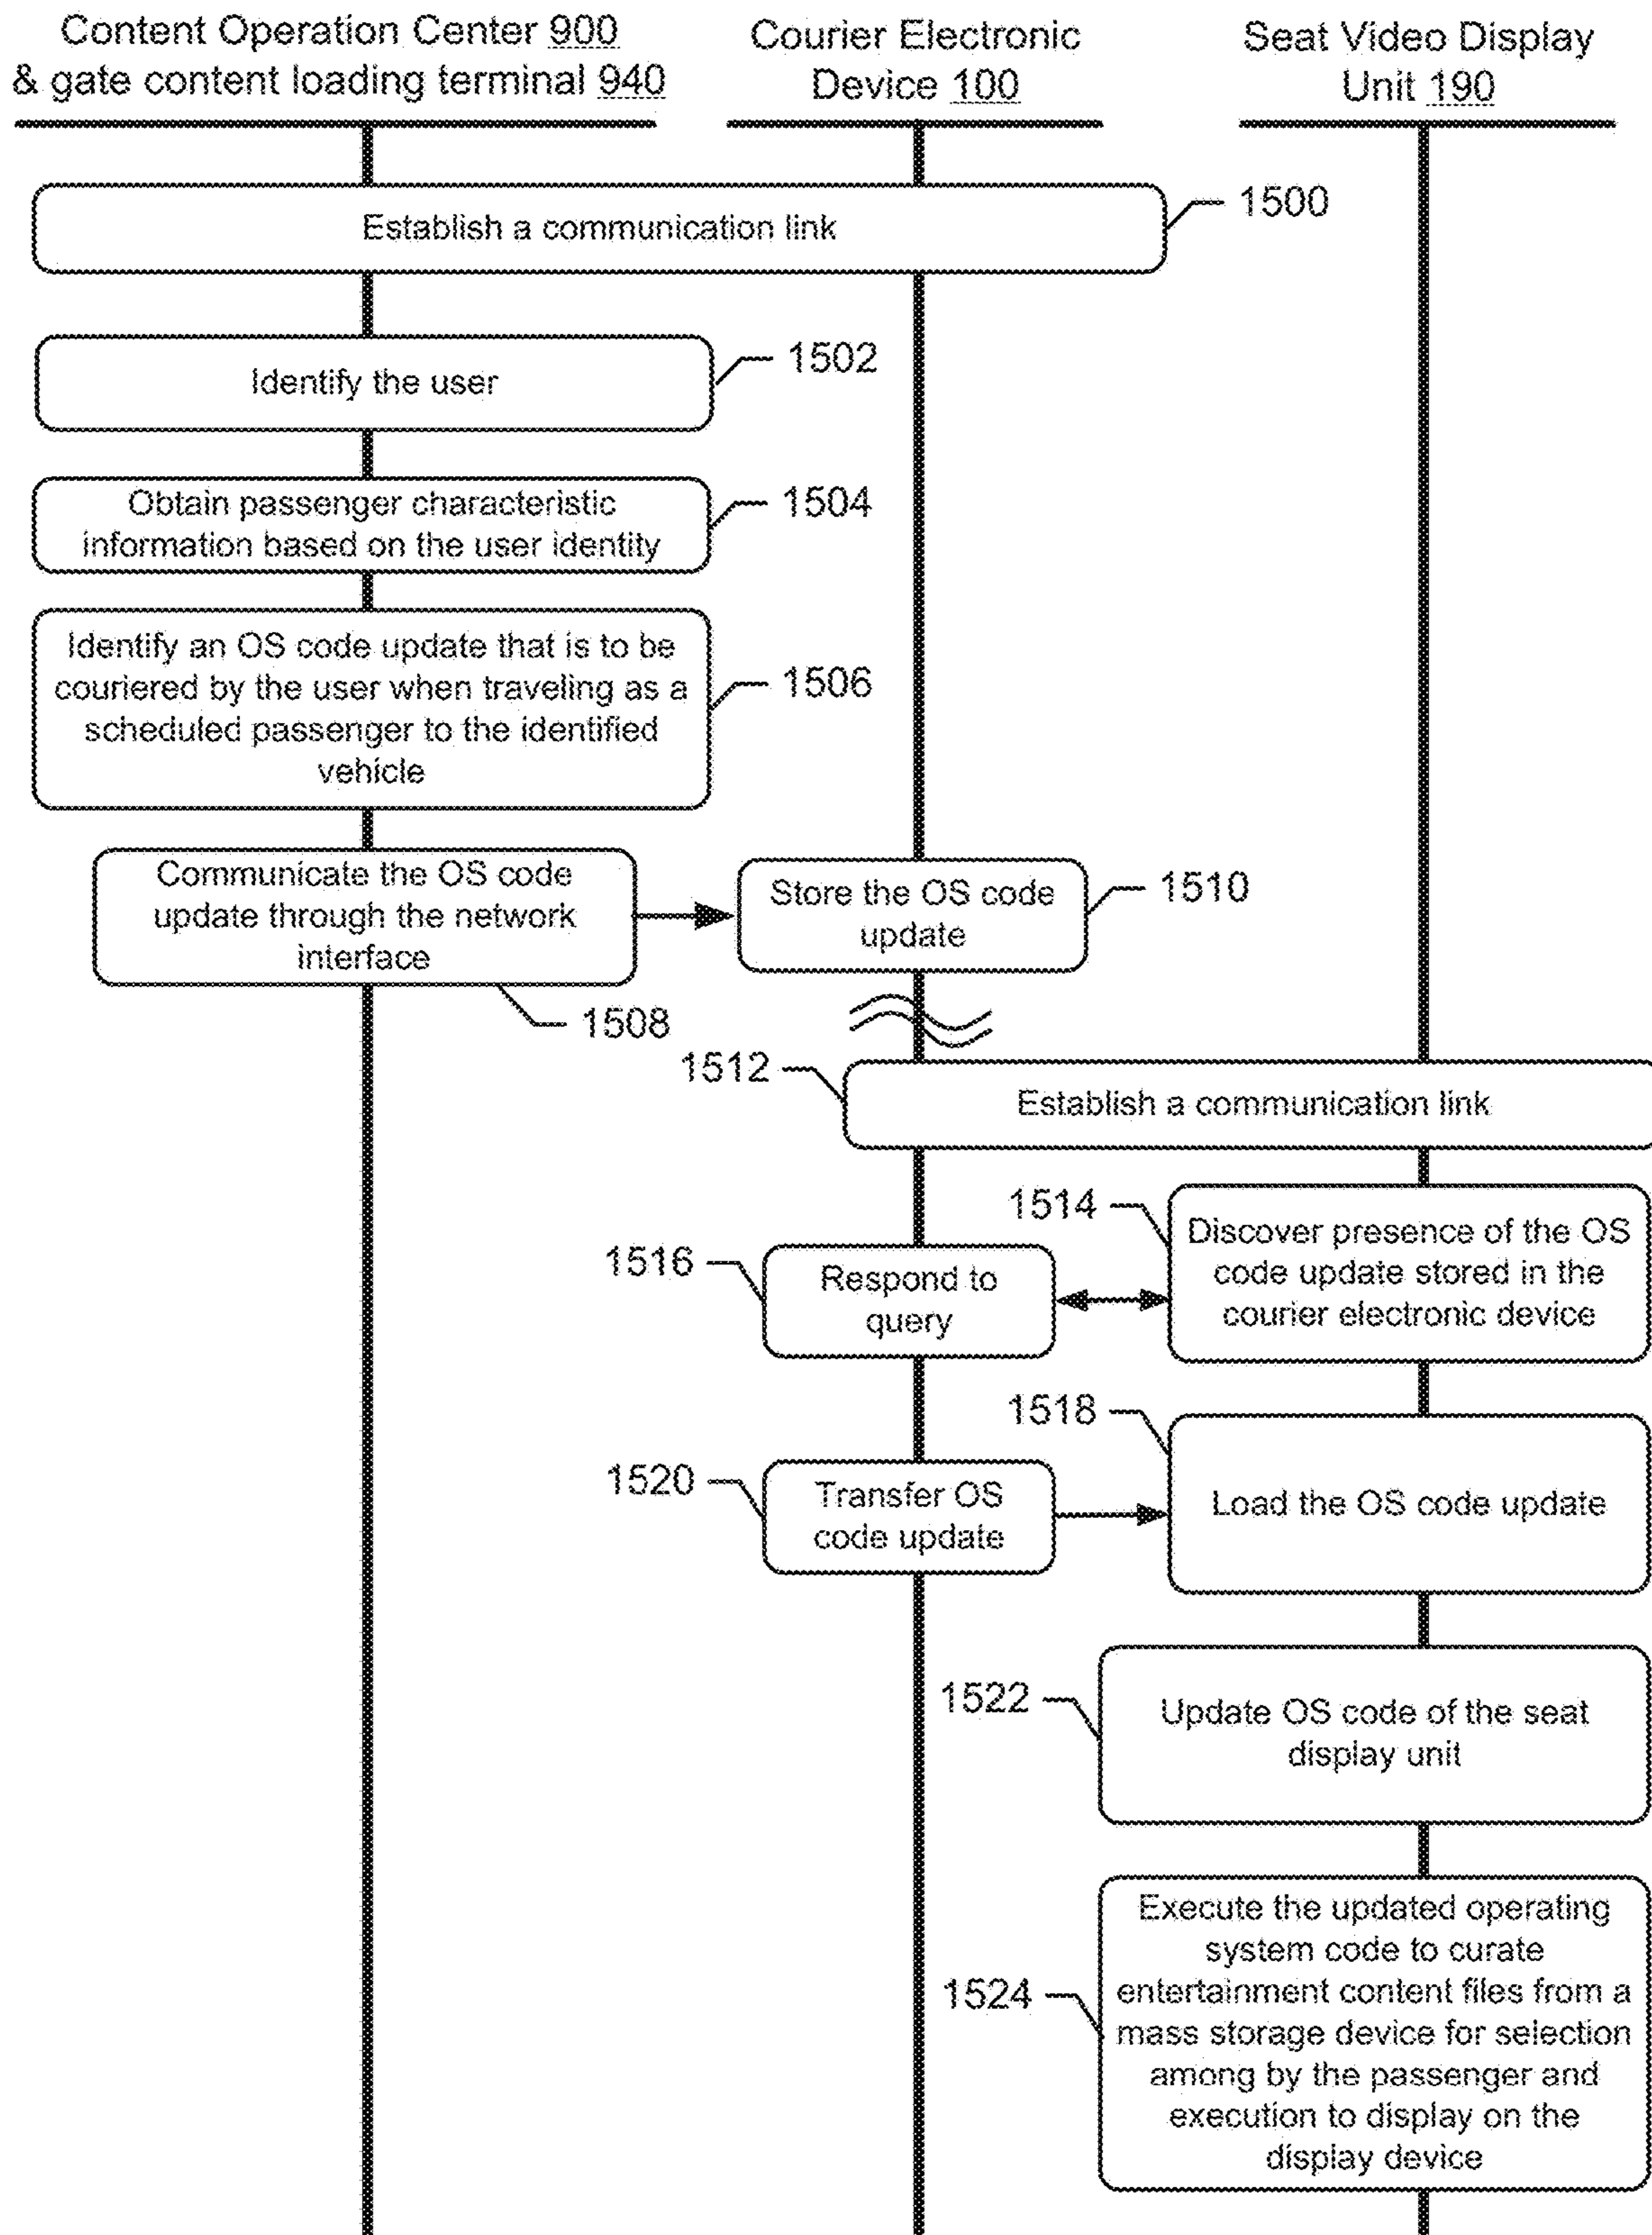 Content Operation Center 900
& gate content loading terminal 940
Courier Electronic
Device 100
Seat Video Display
Unit 190
Establish a communication link
1500
Identify the user
1502
Obtain passenger characteristic
information based on the user identity
1504
Identify an OS code update that is to be
couriered by the user when traveling as a
scheduled passenger to the identified
vehicle
1506
Communicate the OS code
update through the network
interface
1508
Store the OS code
update
1510
1512
Establish a communication link
1514
Discover presence of the OS
code update stored in the
courier electronic device
1516
Respond to
query
1518
Load the OS code update
1520
Transfer OS
code update
1522
Update OS code of the seat
display unit
1524
Execute the updated operating
system code to curate
entertainment content files from a
mass storage device for selection
among by the passenger and
execution to display on the
display device